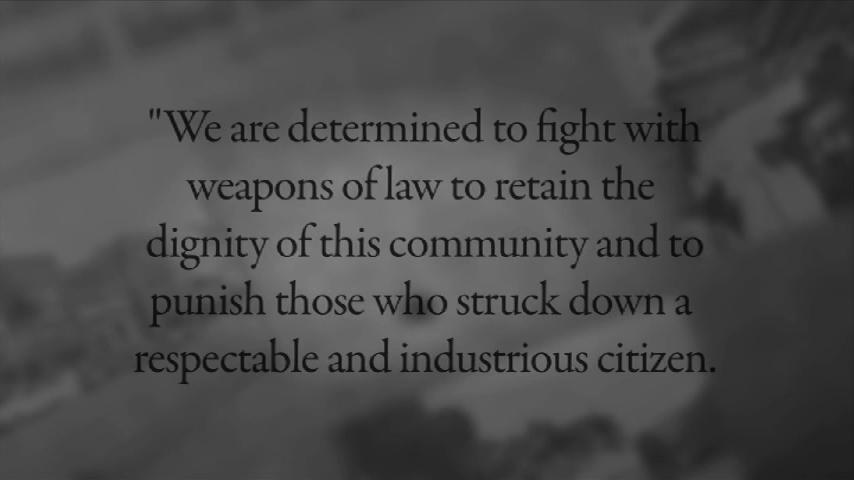 "We are determined to fight with
weapons of law to retain the
dignity of this community and to
punish those who struck down a
respectable and industrious citizen.